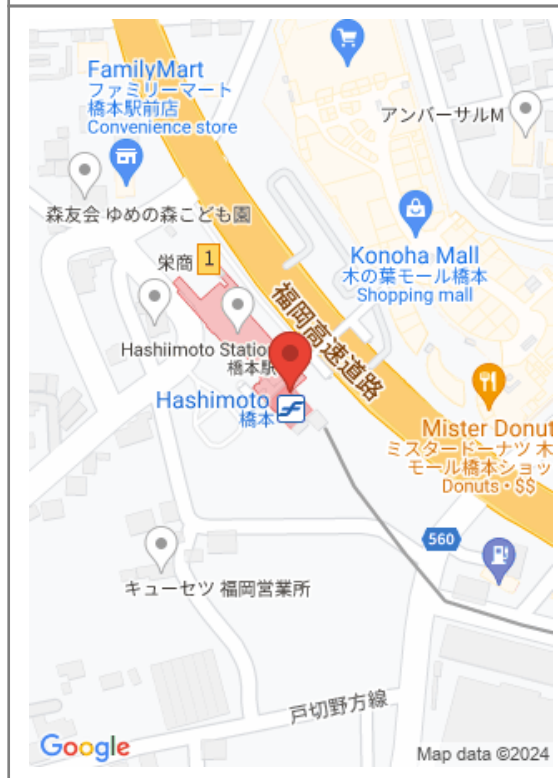 FamilyMart
ファミリーマート
橋本駅前店
Convenience store
アンバーサルM
森友会 ゆめの森こども園
栄商
1
Konoha Mall
木の葉モール橋本
Shopping mall
福岡高速道路
Hashiimoto Station
橋本駅
Hashimoto
橋本
Mister Donut
ミスタードーナツ 木
モール橋本ショッ
Donuts • $$
560
キューセツ 福岡営業所
戸切野方線
Google
Map data ©2024